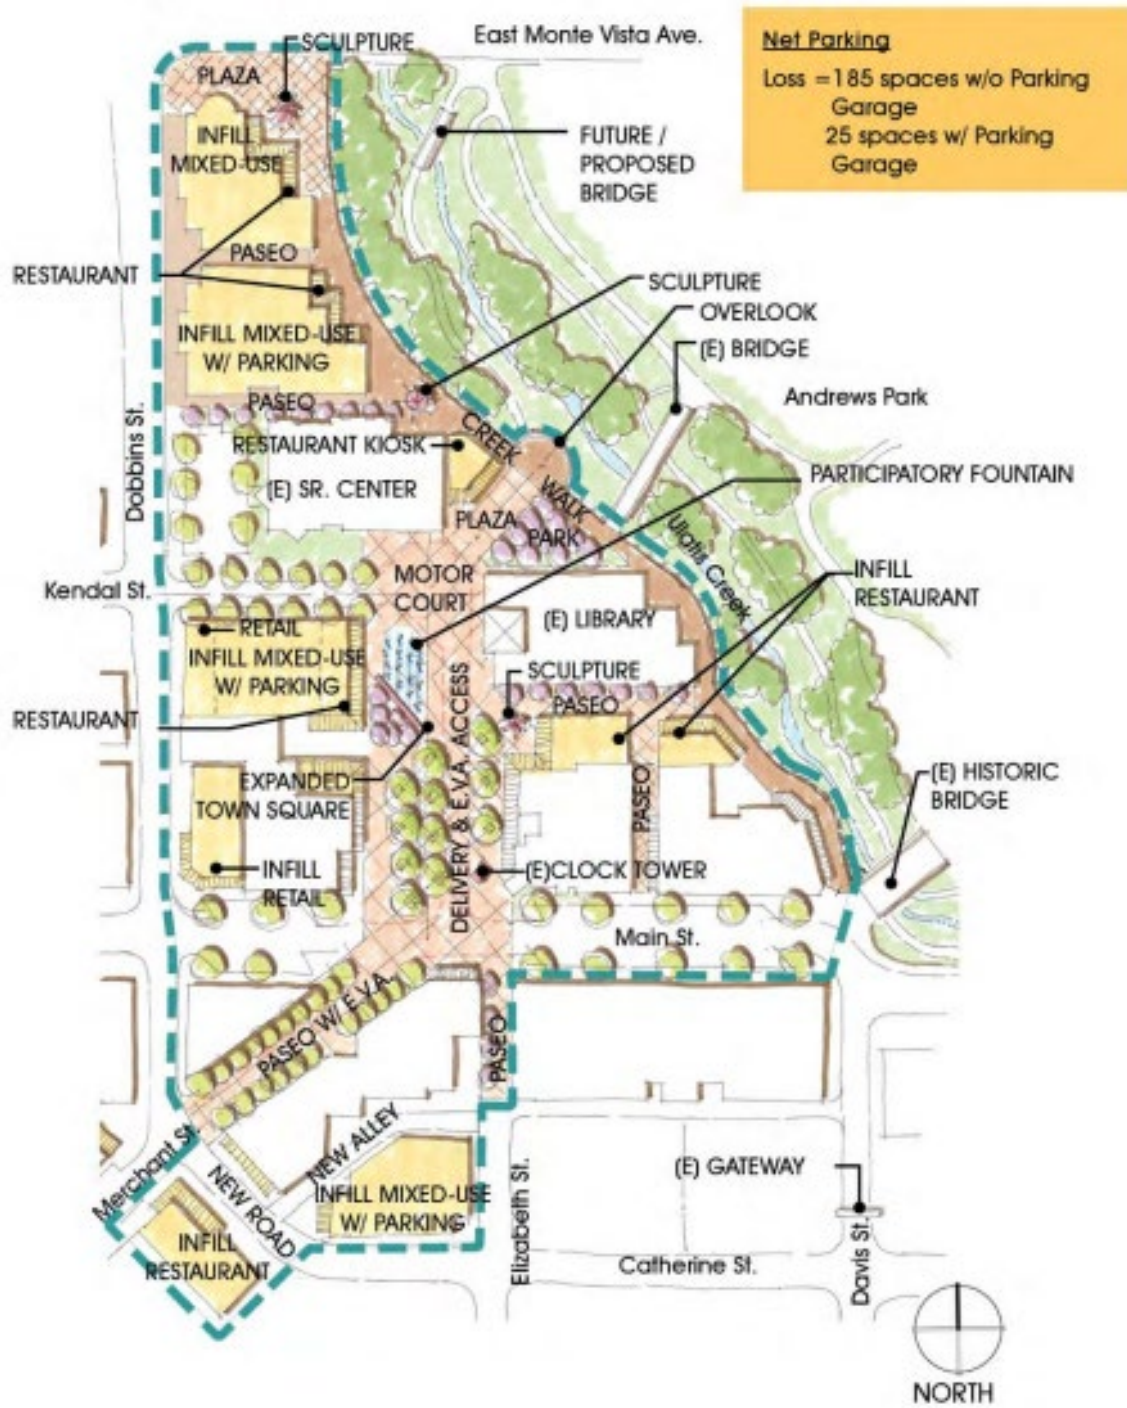 SCULPTURE
East Monte Vista Ave.
Net Parking
Loss =185 spaces w/o Parking
Garage
25 spaces w/ Parking
Garage
PLAZA
INFILL
MIXED-USE
FUTURE /
PROPOSED
BRIDGE
PASEO
RESTAURANT
SCULPTURE
OVERLOOK
(E) BRIDGE
INFILL MIXED-USE
W/ PARKING
Andrews Park
PASEO
Dobbins St.
RESTAURANT KIOSK
CREEK
WALK
(E) SR. CENTER
PARTICIPATORY FOUNTAIN
PLAZA
PARK
Ulatis Creek
MOTOR
COURT
INFILL
RESTAURANT
Kendal St.
RETAIL
(E) LIBRARY
INFILL MIXED-USE
W/ PARKING
SCULPTURE
PASEO
RESTAURANT
DELIVERY & E.V.A. ACCESS
EXPANDED
TOWN SQUARE
PASEO
(E) HISTORIC
BRIDGE
INFILL
RETAIL
(E)CLOCK TOWER
Main St.
PASEO W/ E.V.A.
PASEO
Merchant St.
NEW ROAD
NEW ALLEY
INFILL MIXED-USE
W/ PARKING
INFILL
RESTAURANT
Elizabeth St.
(E) GATEWAY
Catherine St.
Davis St.
NORTH